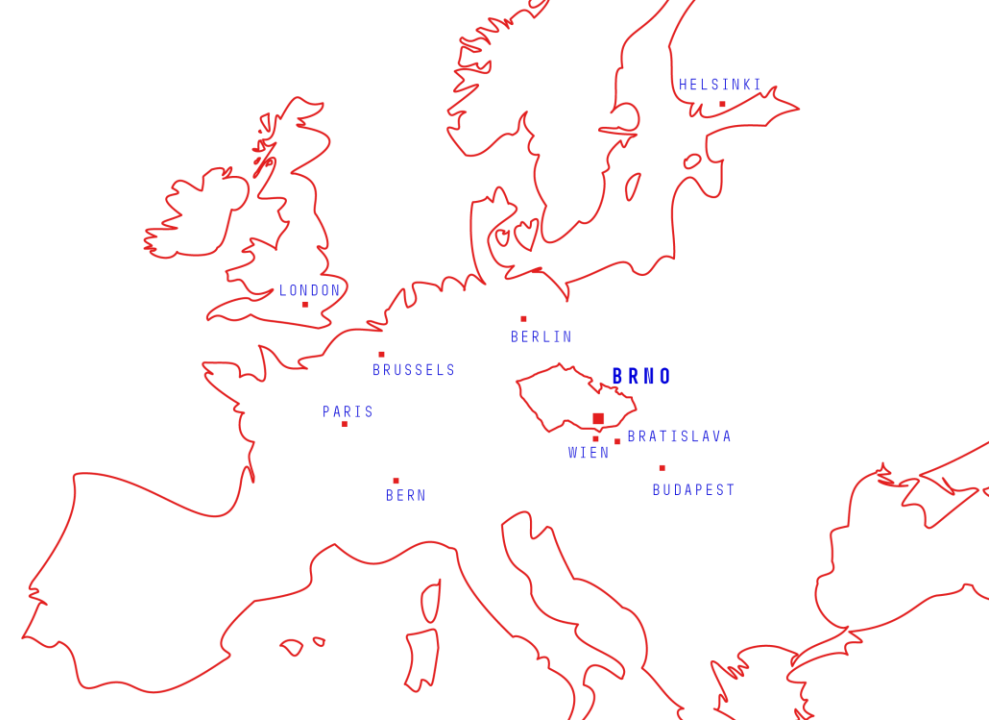 HELSINKI
LONDON
BERLIN
BRUSSELS
BRNO
PARIS
BRATISLAVA
WIEN
BERN
BUDAPEST